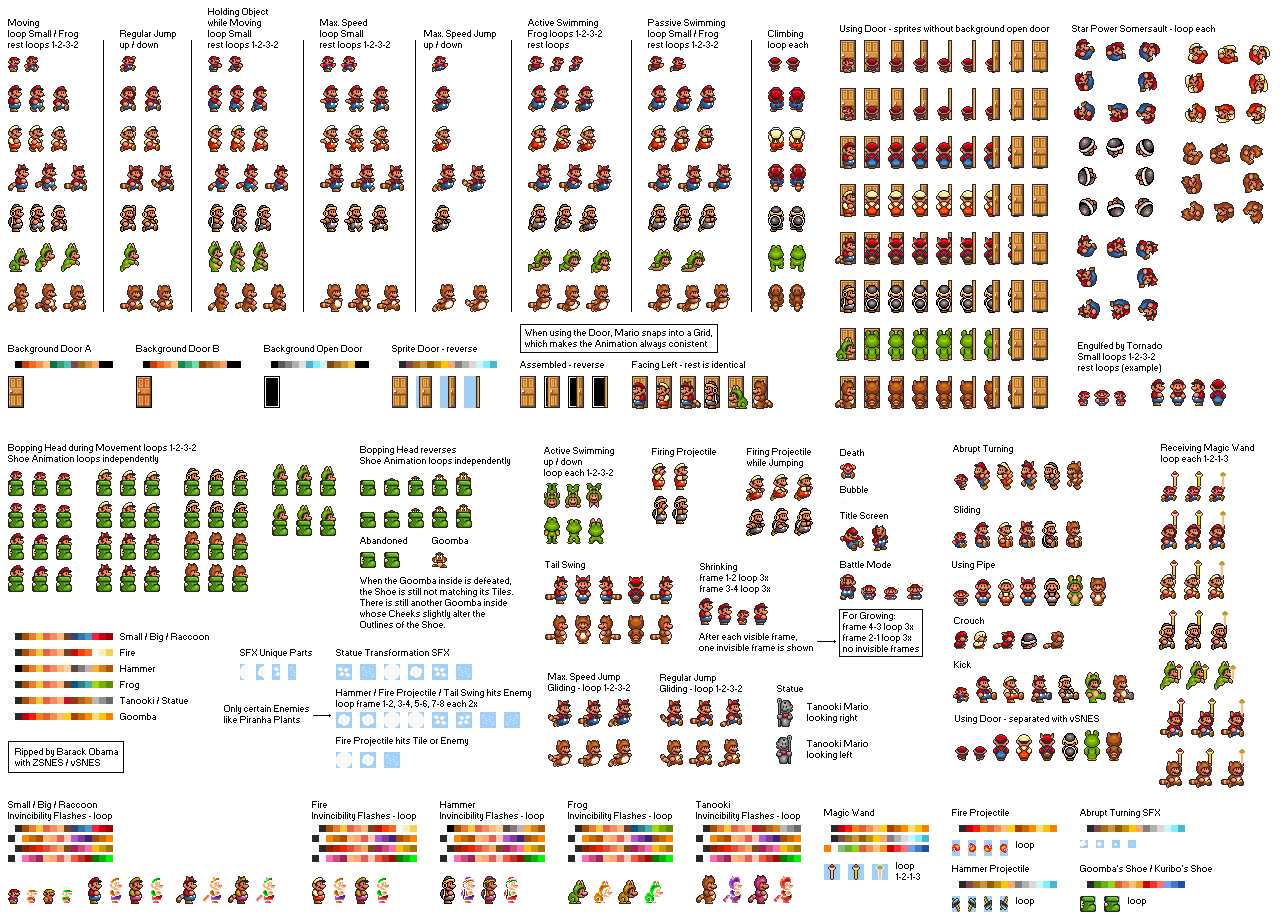 Moving
loop Small / Frog
rest loops 1-2-3-2
Regular Jump
up / down
Holding Object
while Moving
loop Small
rest loops 1-2-3-2
Max. Speed
loop Small
rest loops 1-2-3-2
Max. Speed Jump
up / down
Active Swimming
Frog loops 1-2-3-2
rest loops
Passive Swimming
loop Small / Frog
rest loops 1-2-3-2
Climbing
loop each
Using Door - sprites without background open door
Star Power Somersault - loop each
When using the Door, Mario snaps into a Grid,
which makes the Animation always conistent
Background Door A
Background Door B
Background Open Door
Sprite Door - reverse
Assembled - reverse
Facing Left - rest is identical
Engulfed by Tornado
Small loops 1-2-3-2
rest loops (example)
Bopping Head during Movement loops 1-2-3-2
Shoe Animation loops independently
Bopping Head reverses
Shoe Animation loops independently
Abandoned
Goomba
When the Goomba inside is defeated,
the Shoe is still not matching its Tiles.
There is still another Goomba inside
whose Cheeks slightly alter the
Outlines of the Shoe.
Active Swimming
up / down
loop each 1-2-3-2
Firing Projectile
Firing Projectile
while Jumping
Death
Bubble
Title Screen
Battle Mode
Abrupt Turning
Sliding
Using Pipe
Crouch
Kick
Using Door - separated with vSNES
Receiving Magic Wand
loop each 1-2-1-3
Tail Swing
Shrinking
frame 1-2 loop 3x
frame 3-4 loop 3x
After each visible frame,
one invisible frame is shown
For Growing:
frame 4-3 loop 3x
frame 2-1 loop 3x
no invisible frames
Small / Big / Raccoon
Fire
Hammer
Frog
Tanooki / Statue
Goomba
SFX Unique Parts
Statue Transformation SFX
Only certain Enemies
like Piranha Plants
Hammer / Fire Projectile / Tail Swing hits Enemy
loop frame 1-2, 3-4, 5-6, 7-8 each 2x
Fire Projectile hits Tile or Enemy
Max. Speed Jump
Gliding - loop 1-2-3-2
Regular Jump
Gliding - loop 1-2-3-2
Statue
Tanooki Mario
looking right
Tanooki Mario
looking left
Ripped by Barack Obama
with ZSNES / vSNES
Small / Big / Raccoon
Invincibility Flashes - loop
Fire
Invincibility Flashes - loop
Hammer
Invincibility Flashes - loop
Frog
Invincibility Flashes - loop
Tanooki
Invincibility Flashes - loop
Magic Wand
loop
1-2-1-3
Fire Projectile
loop
Hammer Projectile
loop
Abrupt Turning SFX
Goomba's Shoe / Kuribo's Shoe
loop